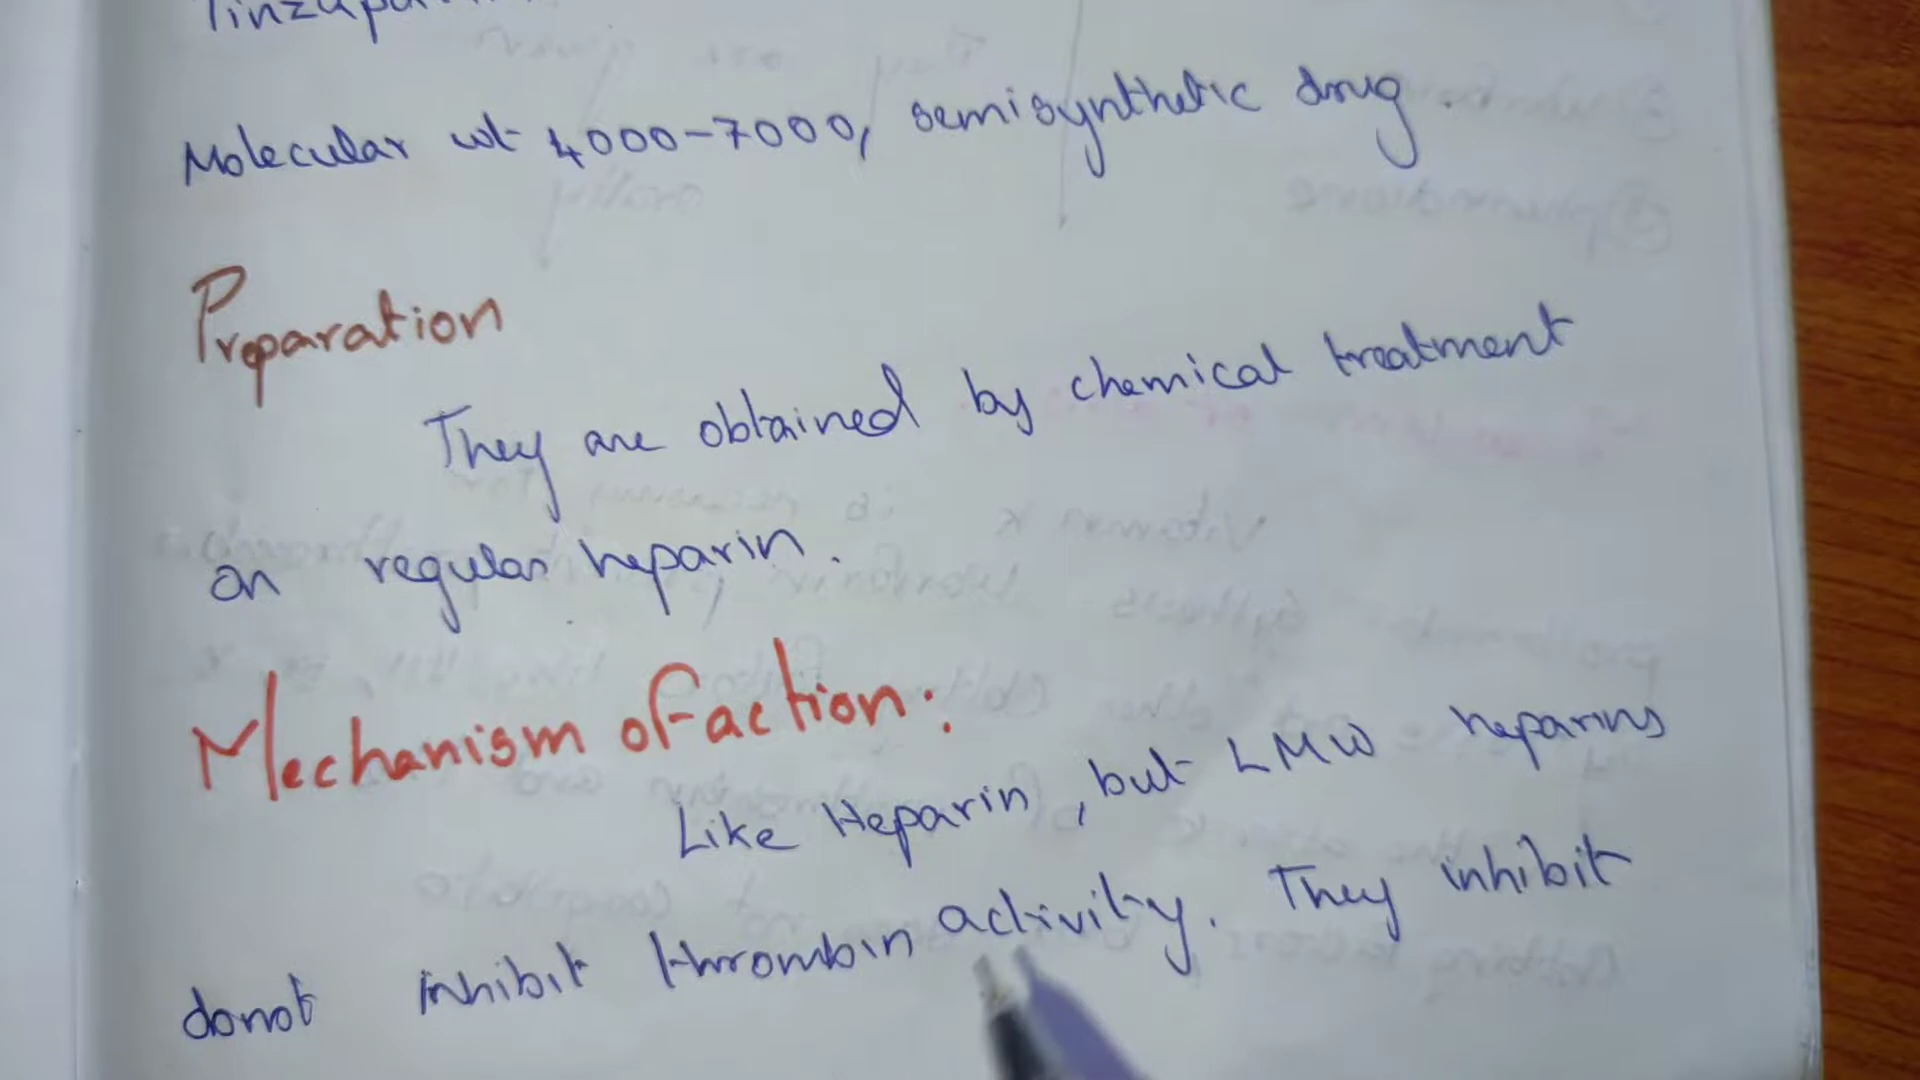 Molecular wt 4000-7000, semisynthetic drug.
Preparation
They are obtained by chemical treatment
on regular heparin.
Mechanism of action:
Like Heparin, but LMW heparins
donot inhibit thrombin activity. They inhibit